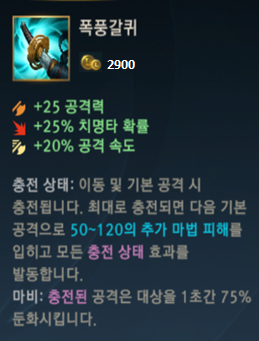 폭풍갈퀴
2900
+25 공격력
+25% 치명타 확률
+20% 공격 속도
충전 상태: 이동 및 기본 공격 시
충전됩니다. 최대로 충전되면 다음 기본
공격으로 50~120의 추가 마법 피해를
입히고 모든 충전 상태 효과를
발동합니다.
마비: 충전된 공격은 대상을 1초간 75%
둔화시킵니다.